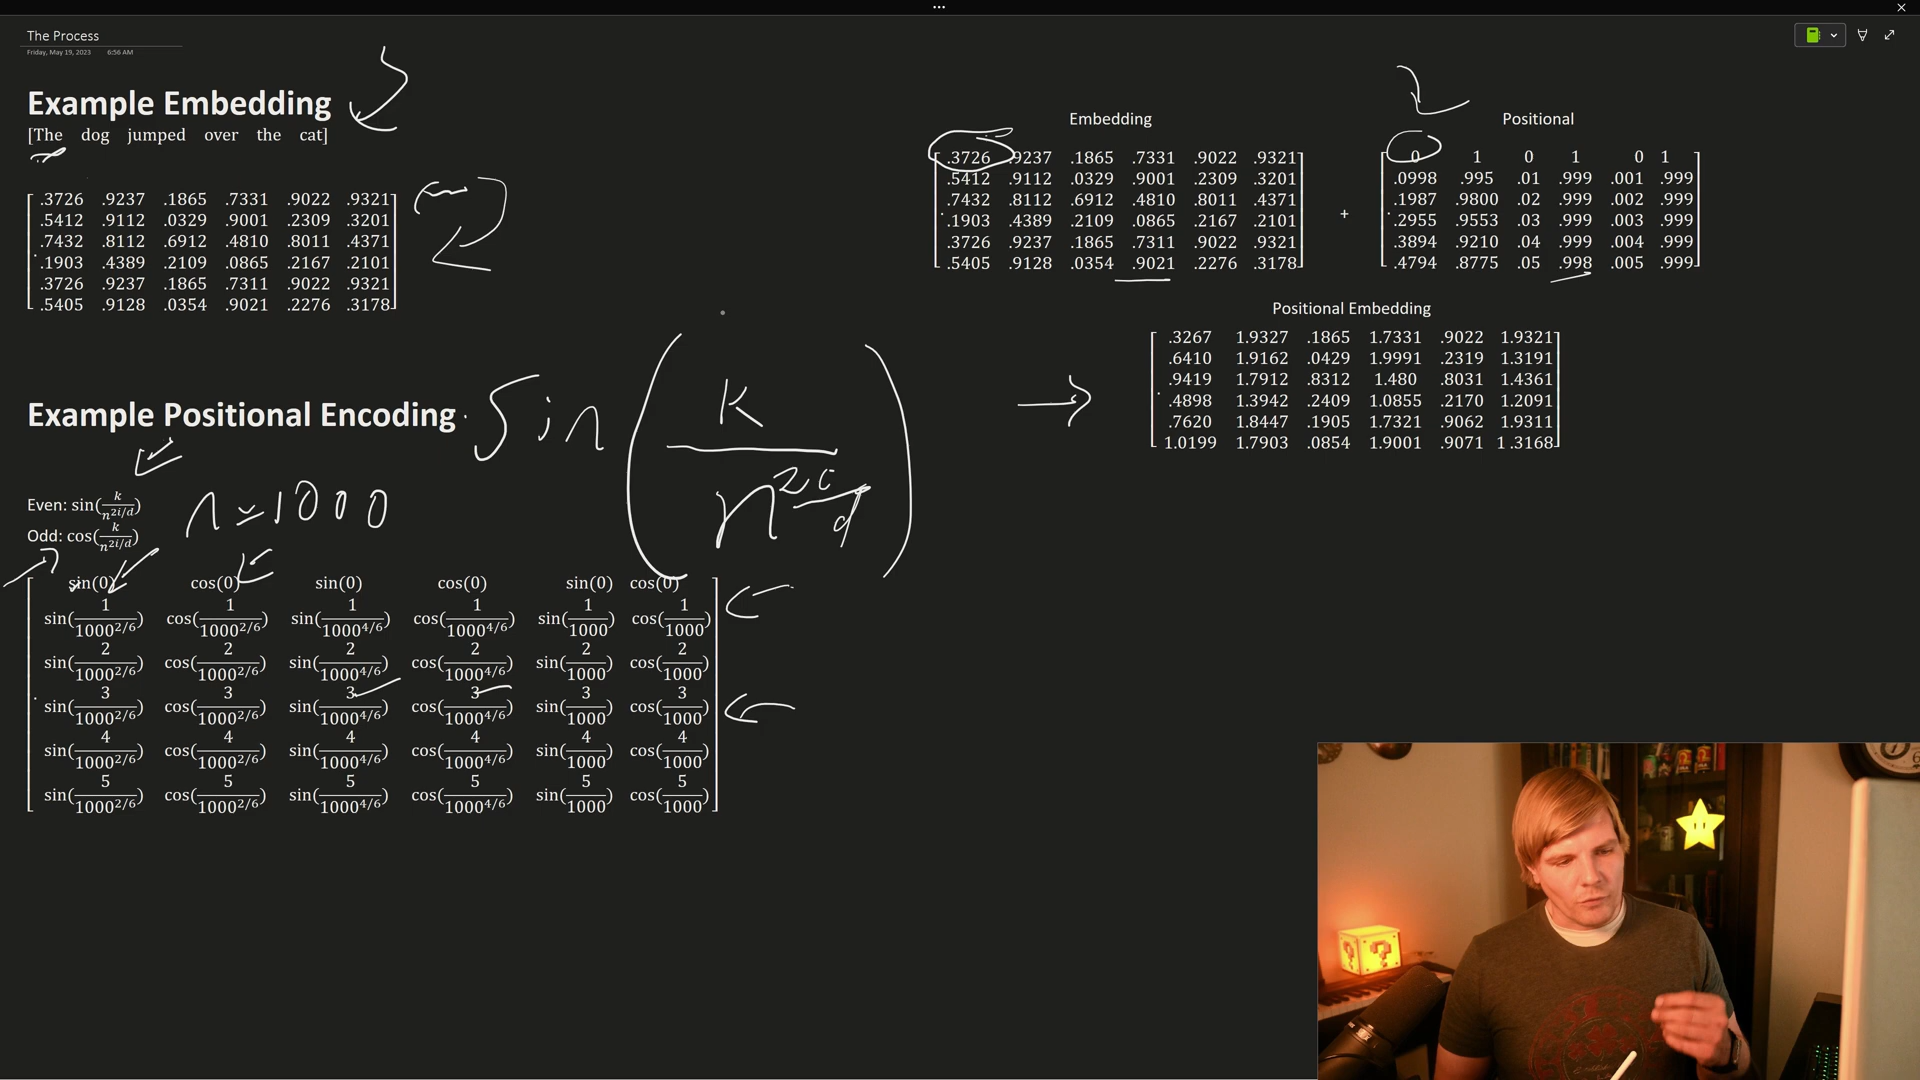 The Process
Friday, May 19, 2023 6:56 AM
Example Embedding
[The dog jumped over the cat]
.3726 .9237 .1865 .7331 .9022 .9321
.5412 .9112 .0329 .9001 .2309 .3201
.7432 .8112 .6912 .4810 .8011 .4371
.1903 .4389 .2109 .0865 .2167 .2101
.3726 .9237 .1865 .7311 .9022 .9321
.5405 .9128 .0354 .9021 .2276 .3178
Example Positional Encoding
Even: sin(k/n^2i/d)
Odd: cos(k/n^2i/d)
n=1000
sin(k/n^2i/d)
sin(0) cos(0) sin(0) cos(0) sin(0) cos(0)
sin(1/1000^2/6) cos(1/1000^2/6) sin(1/1000^4/6) cos(1/1000^4/6) sin(1/1000) cos(1/1000)
sin(2/1000^2/6) cos(2/1000^2/6) sin(2/1000^4/6) cos(2/1000^4/6) sin(2/1000) cos(2/1000)
sin(3/1000^2/6) cos(3/1000^2/6) sin(3/1000^4/6) cos(3/1000^4/6) sin(3/1000) cos(3/1000)
sin(4/1000^2/6) cos(4/1000^2/6) sin(4/1000^4/6) cos(4/1000^4/6) sin(4/1000) cos(4/1000)
sin(5/1000^2/6) cos(5/1000^2/6) sin(5/1000^4/6) cos(5/1000^4/6) sin(5/1000) cos(5/1000)
Embedding
.3726 .9237 .1865 .7331 .9022 .9321
.5412 .9112 .0329 .9001 .2309 .3201
.7432 .8112 .6912 .4810 .8011 .4371
.1903 .4389 .2109 .0865 .2167 .2101
.3726 .9237 .1865 .7311 .9022 .9321
.5405 .9128 .0354 .9021 .2276 .3178
+
Positional
0 1 0 1 0 1
.0998 .995 .01 .999 .001 .999
.1987 .9800 .02 .999 .002 .999
.2955 .9553 .03 .999 .003 .999
.3894 .9210 .04 .999 .004 .999
.4794 .8775 .05 .998 .005 .999
Positional Embedding
.3267 1.9327 .1865 1.7331 .9022 1.9321
.6410 1.9162 .0429 1.9991 .2319 1.3191
.9419 1.7912 .8312 1.480 .8031 1.4361
.4898 1.3942 .2409 1.0855 .2170 1.2091
.7620 1.8447 .1905 1.7321 .9062 1.9311
1.0199 1.7903 .0854 1.9001 .9071 1.3168
? ?